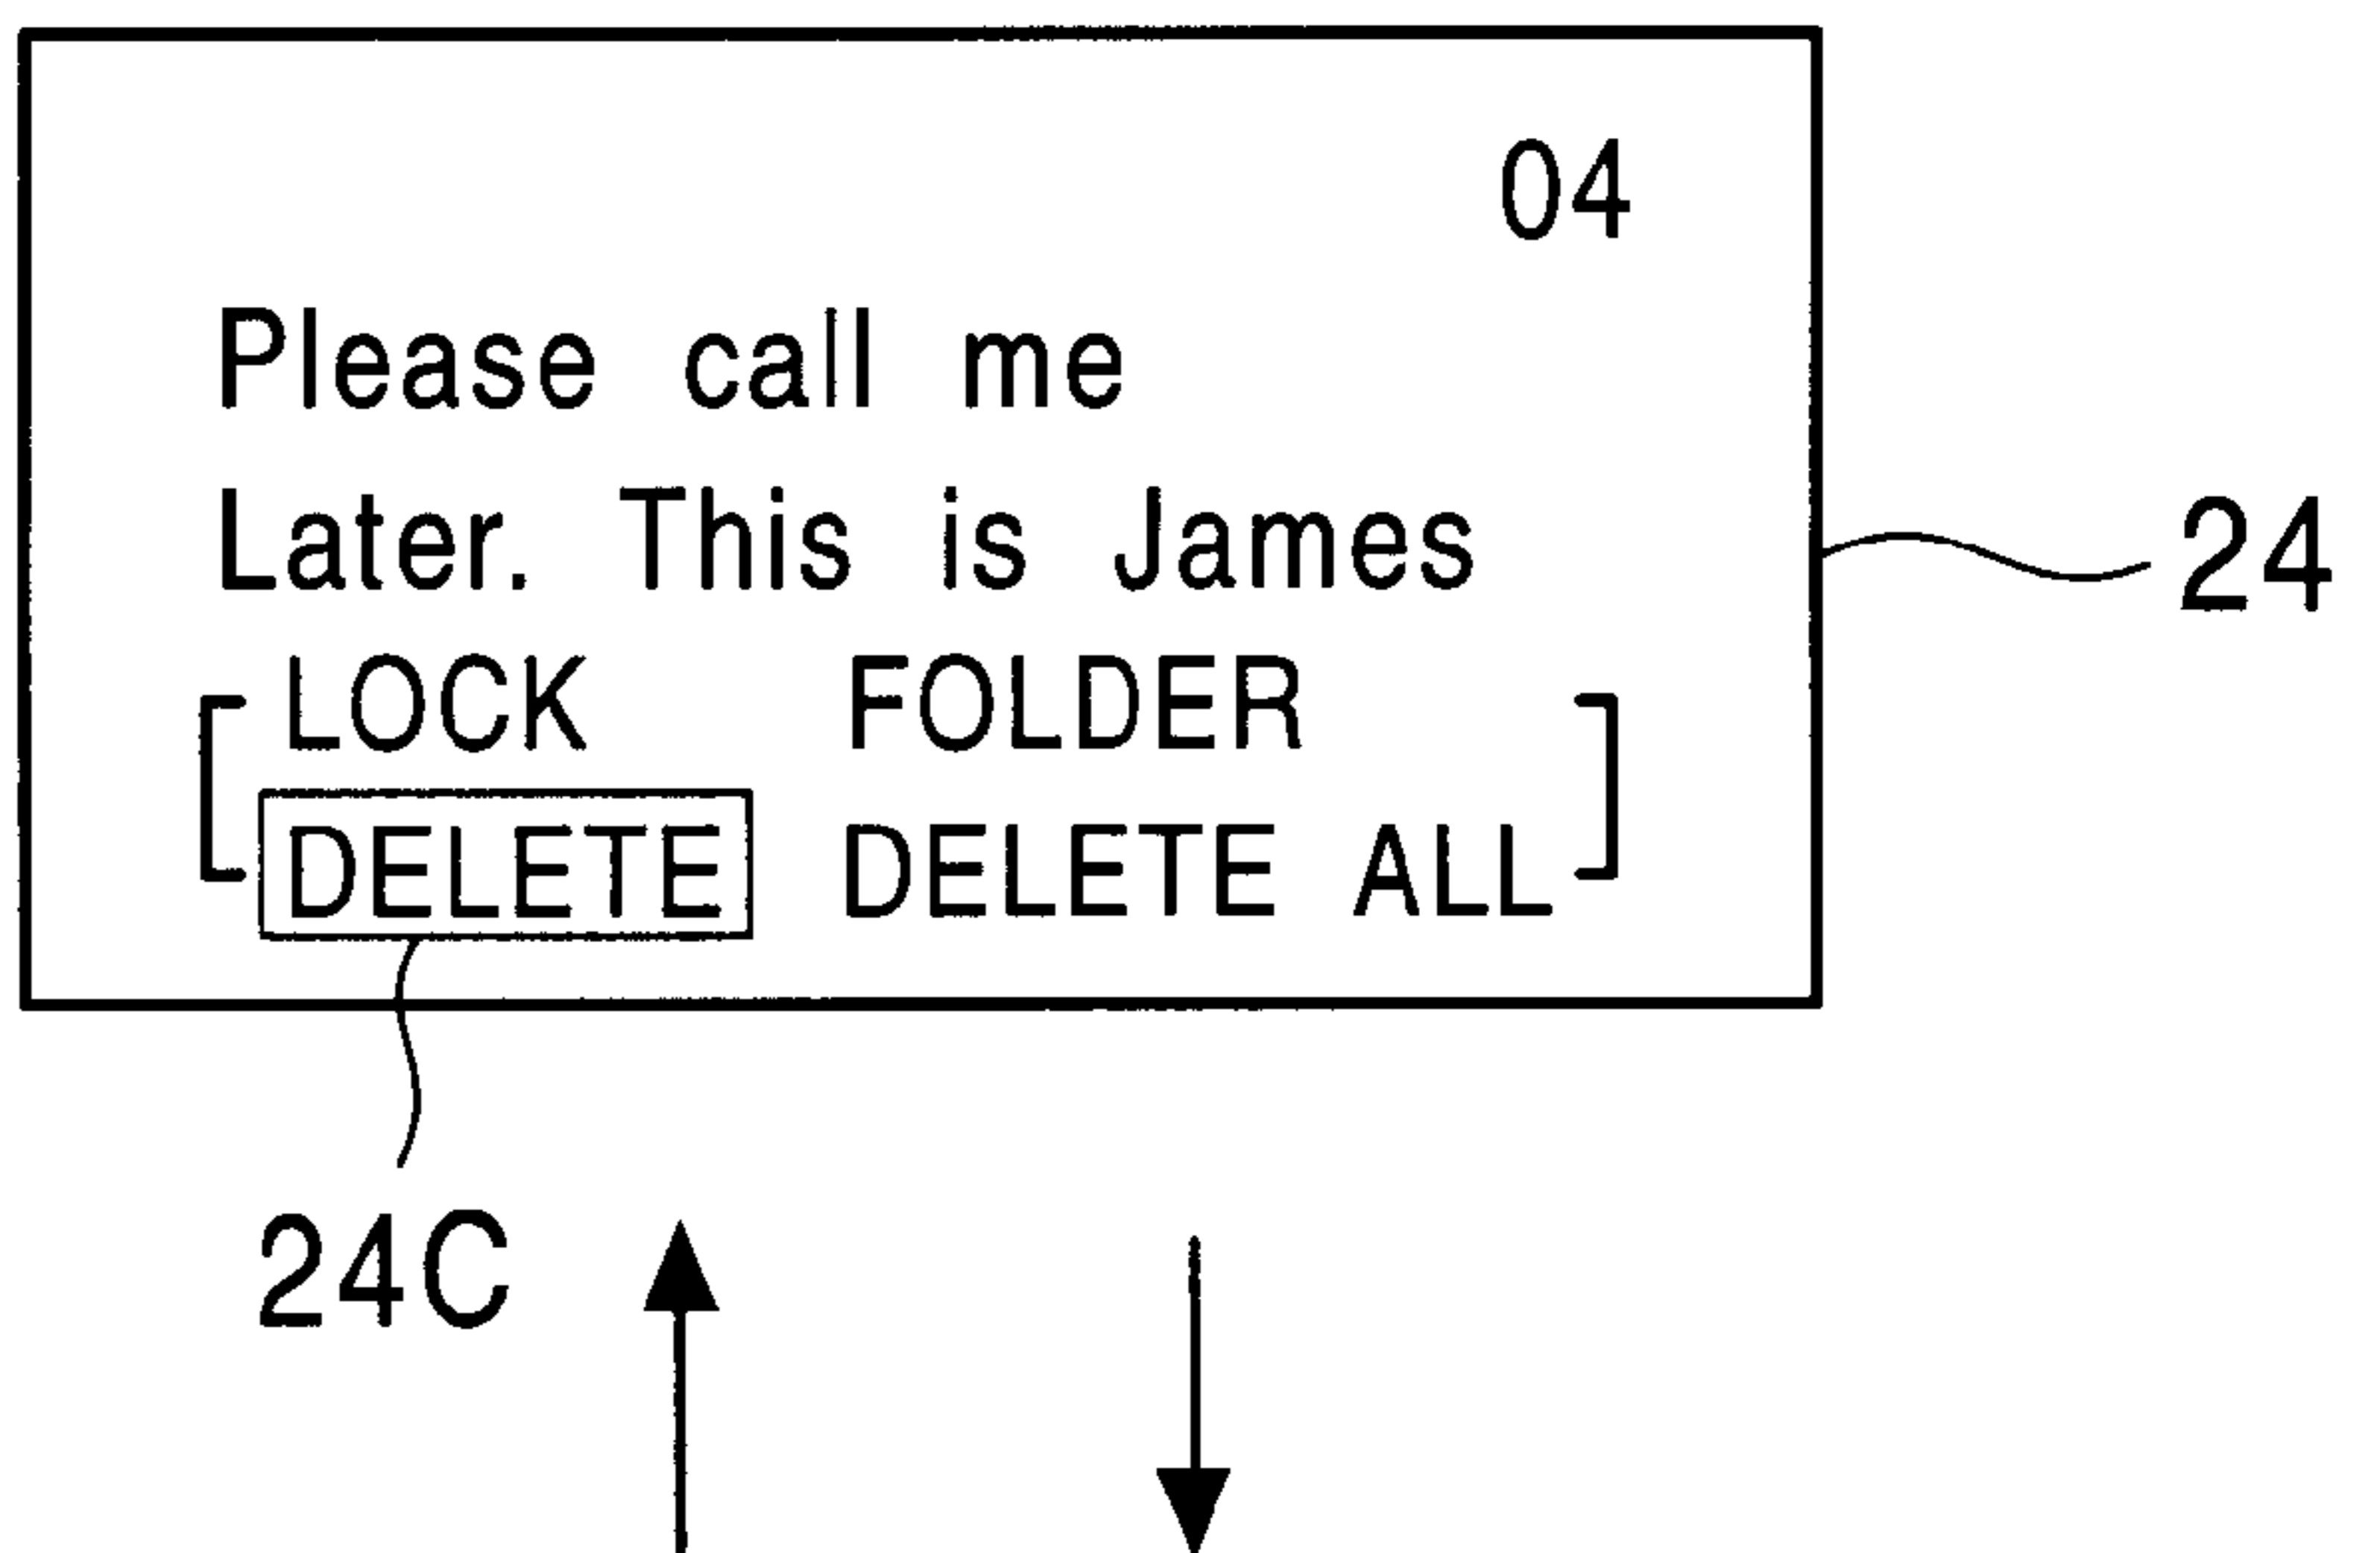 04
Please call me
Later. This is James
24
LOCK FOLDER
DELETE DELETE ALL
24C